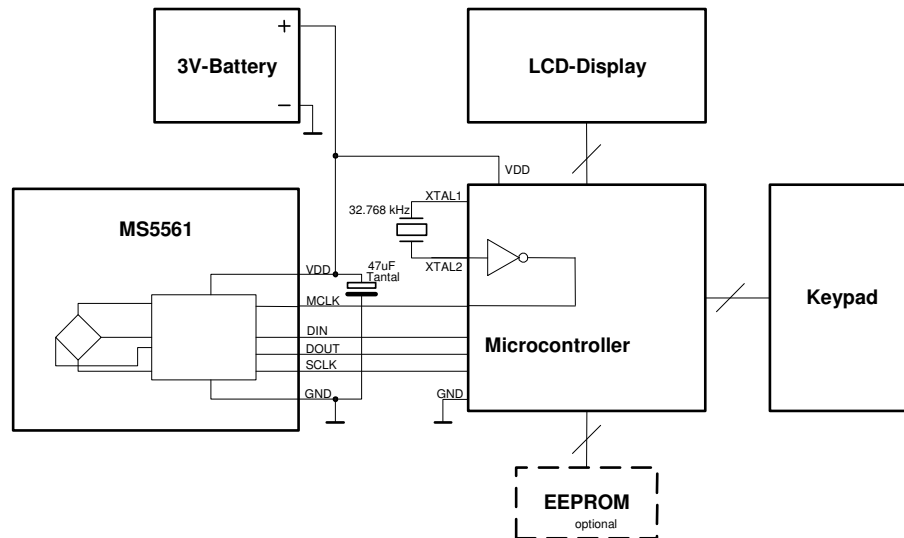 +
3V-Battery
−
LCD-Display
VDD
MS5561
XTAL1
32.768 kHz
XTAL2
VDD
47uF
Tantal
MCLK
DIN
DOUT
SCLK
GND
Microcontroller
GND
Keypad
EEPROM
optional